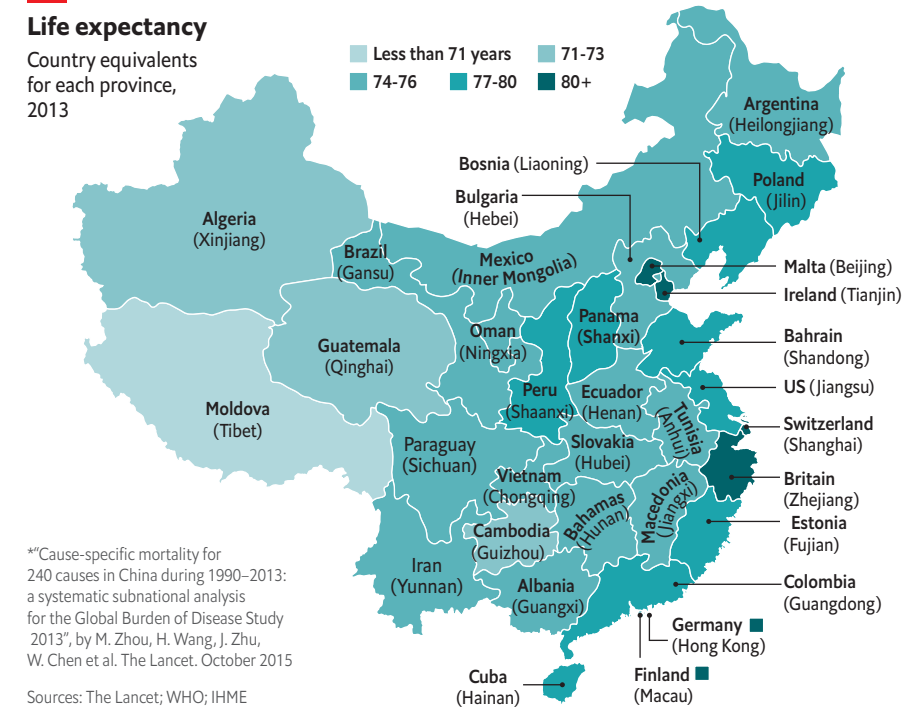 Life expectancy
Country equivalents
for each province,
2013
Less than 71 years
71-73
74-76
77-80
80+
Argentina
(Heilongjiang)
Bosnia (Liaoning)
Poland
(Jilin)
Bulgaria
(Hebei)
Algeria
(Xinjiang)
Brazil
(Gansu)
Mexico
(Inner Mongolia)
Malta (Beijing)
Ireland (Tianjin)
Panama
(Shanxi)
Oman
(Ningxia)
Bahrain
(Shandong)
Guatemala
(Qinghai)
US (Jiangsu)
Peru
(Shaanxi)
Ecuador
(Henan)
Tunisia
(Anhui)
Moldova
(Tibet)
Switzerland
(Shanghai)
Paraguay
(Sichuan)
Slovakia
(Hubei)
Vietnam
(Chongqing)
Britain
(Zhejiang)
Macedonia
(Jiangxi)
Bahamas
(Hunan)
Estonia
(Fujian)
Cambodia
(Guizhou)
Iran
(Yunnan)
Albania
(Guangxi)
Colombia
(Guangdong)
Germany
(Hong Kong)
Finland
(Macau)
Cuba
(Hainan)
*“Cause-specific mortality for
240 causes in China during 1990–2013:
a systematic subnational analysis
for the Global Burden of Disease Study
2013”, by M. Zhou, H. Wang, J. Zhu,
W. Chen et al. The Lancet. October 2015
Sources: The Lancet; WHO; IHME